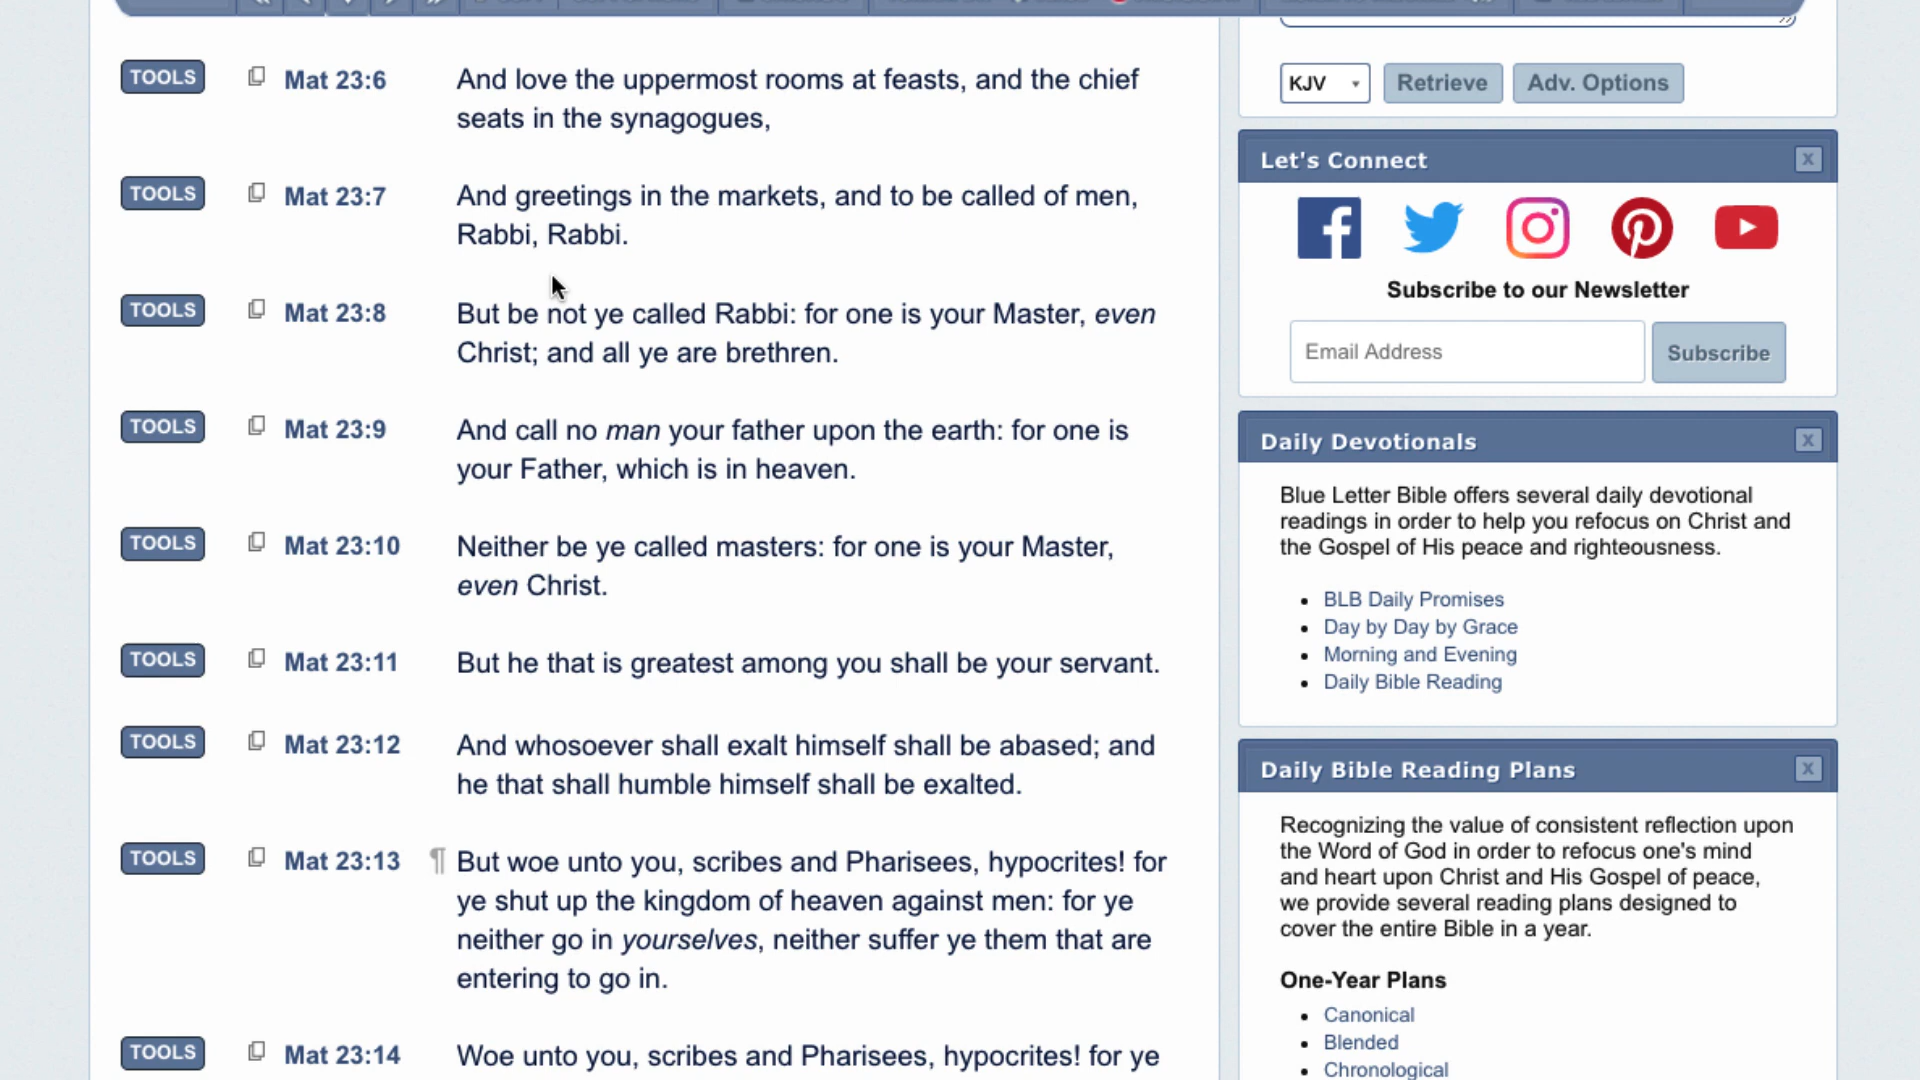 TOOLS Mat 23:6 And love the uppermost rooms at feasts, and the chief
seats in the synagogues,
TOOLS Mat 23:7 And greetings in the markets, and to be called of men,
Rabbi, Rabbi.
TOOLS Mat 23:8 But be not ye called Rabbi: for one is your Master, even
Christ; and all ye are brethren.
TOOLS Mat 23:9 And call no man your father upon the earth: for one is
your Father, which is in heaven.
TOOLS Mat 23:10 Neither be ye called masters: for one is your Master,
even Christ.
TOOLS Mat 23:11 But he that is greatest among you shall be your servant.
TOOLS Mat 23:12 And whosoever shall exalt himself shall be abased; and
he that shall humble himself shall be exalted.
TOOLS Mat 23:13 ¶ But woe unto you, scribes and Pharisees, hypocrites! for
ye shut up the kingdom of heaven against men: for ye
neither go in yourselves, neither suffer ye them that are
entering to go in.
TOOLS Mat 23:14 Woe unto you, scribes and Pharisees, hypocrites! for ye
KJV Retrieve Adv. Options
Let's Connect X
Subscribe to our Newsletter
Email Address Subscribe
Daily Devotionals X
Blue Letter Bible offers several daily devotional
readings in order to help you refocus on Christ and
the Gospel of His peace and righteousness.
• BLB Daily Promises
• Day by Day by Grace
• Morning and Evening
• Daily Bible Reading
Daily Bible Reading Plans X
Recognizing the value of consistent reflection upon
the Word of God in order to refocus one's mind
and heart upon Christ and His Gospel of peace,
we provide several reading plans designed to
cover the entire Bible in a year.
One-Year Plans
• Canonical
• Blended
• Chronological